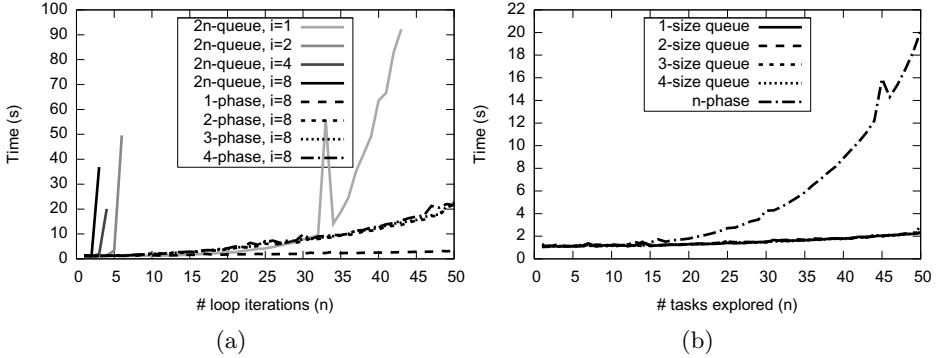 100
90
80
70
60
50
40
30
20
10
0
Time (s)
2n-queue, i=1
2n-queue, i=2
2n-queue, i=4
2n-queue, i=8
1-phase, i=8
2-phase, i=8
3-phase, i=8
4-phase, i=8
0 5 10 15 20 25 30 35 40 45 50
# loop iterations (n)
(a)
22
20
18
16
14
12
10
8
6
4
2
0
Time (s)
1-size queue
2-size queue
3-size queue
4-size queue
n-phase
0 5 10 15 20 25 30 35 40 45 50
# tasks explored (n)
(b)